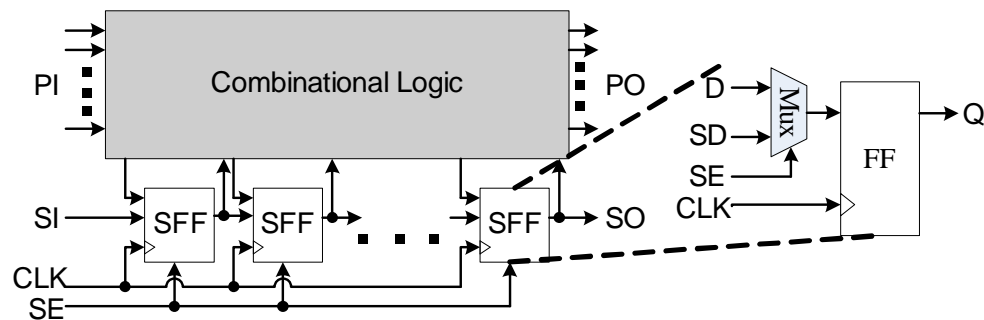 Combinational Logic
PI
PO
D
Mux
Q
SD
FF
SE
CLK
SI
SFF
SFF
SFF
SO
CLK
SE